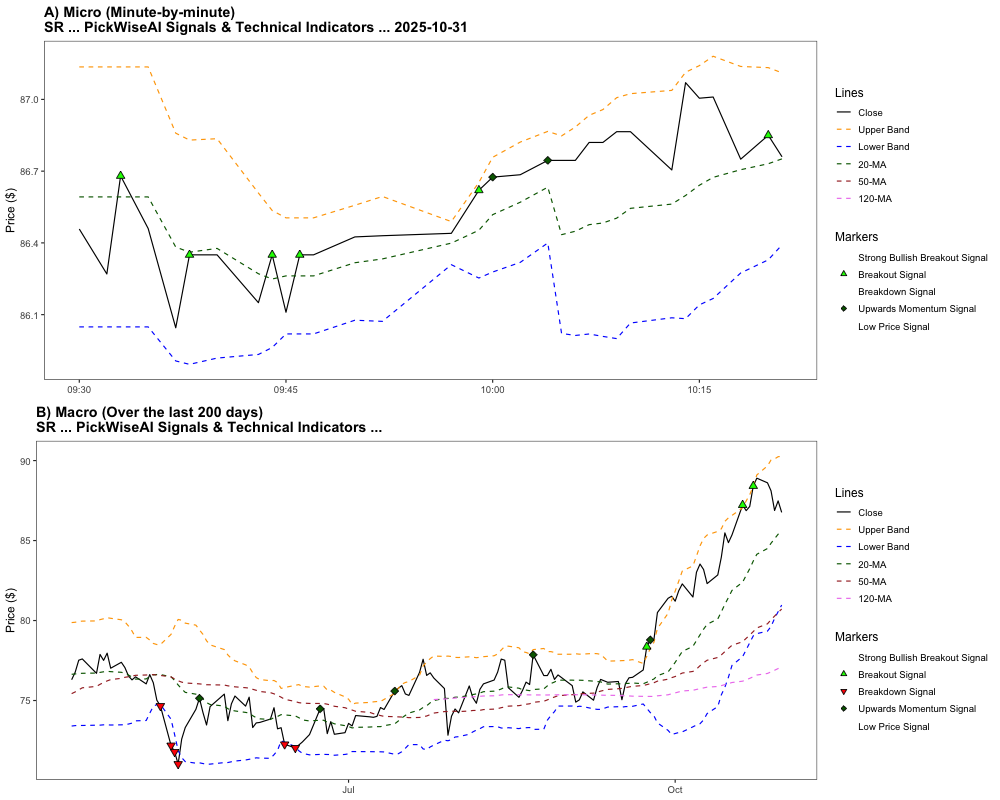 A) Micro (Minute-by-minute)
SR ... PickWiseAI Signals & Technical Indicators ... 2025-10-31
Price ($)
87.0
86.7
86.4
86.1
09:30
09:45
10:00
10:15
Lines
Close
Upper Band
Lower Band
20-MA
50-MA
120-MA
Markers
Strong Bullish Breakout Signal
Breakout Signal
Breakdown Signal
Upwards Momentum Signal
Low Price Signal
B) Macro (Over the last 200 days)
SR ... PickWiseAI Signals & Technical Indicators ...
Price ($)
90
85
80
75
Jul
Oct
Lines
Close
Upper Band
Lower Band
20-MA
50-MA
120-MA
Markers
Strong Bullish Breakout Signal
Breakout Signal
Breakdown Signal
Upwards Momentum Signal
Low Price Signal